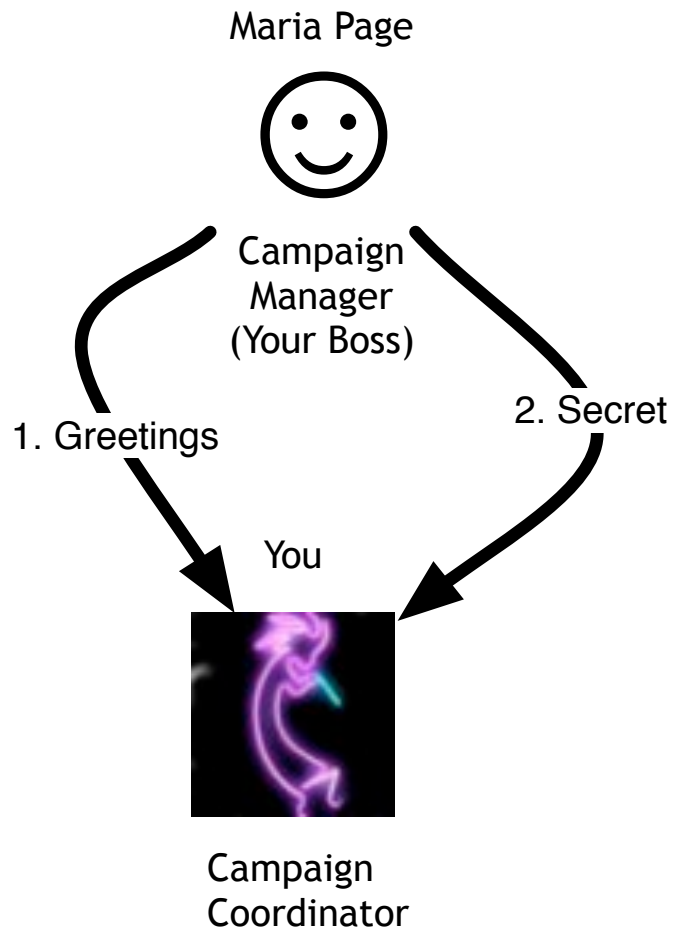 Maria Page
Campaign
Manager
(Your Boss)
1. Greetings
2. Secret
You
Campaign
Coordinator